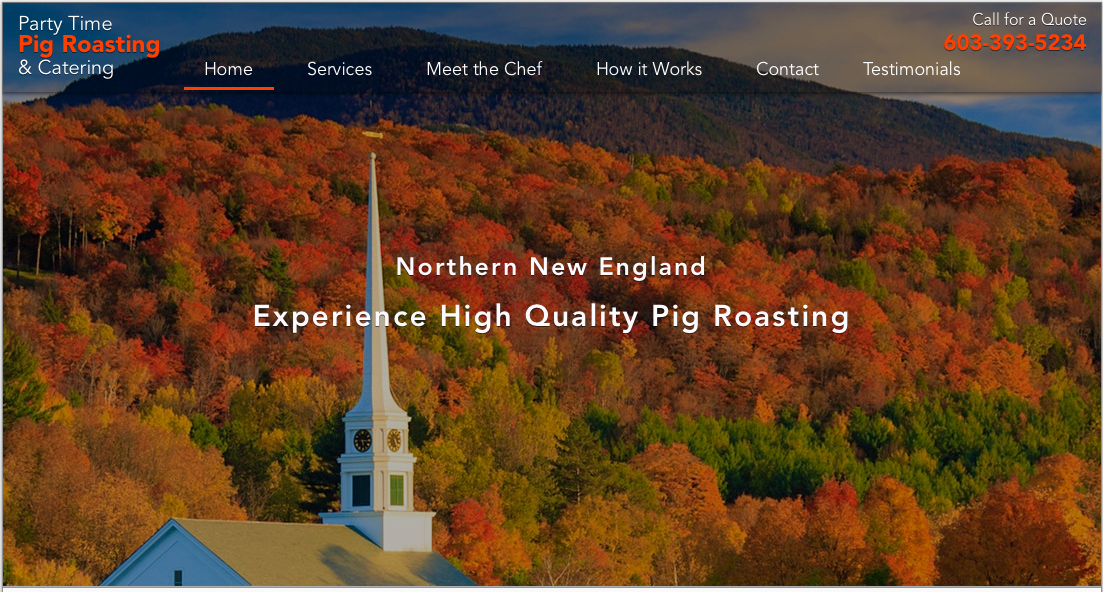 Party Time
Pig Roasting
& Catering
Call for a Quote
603-393-5234
Home
Services
Meet the Chef
How it Works
Contact
Testimonials
Northern New England
Experience High Quality Pig Roasting